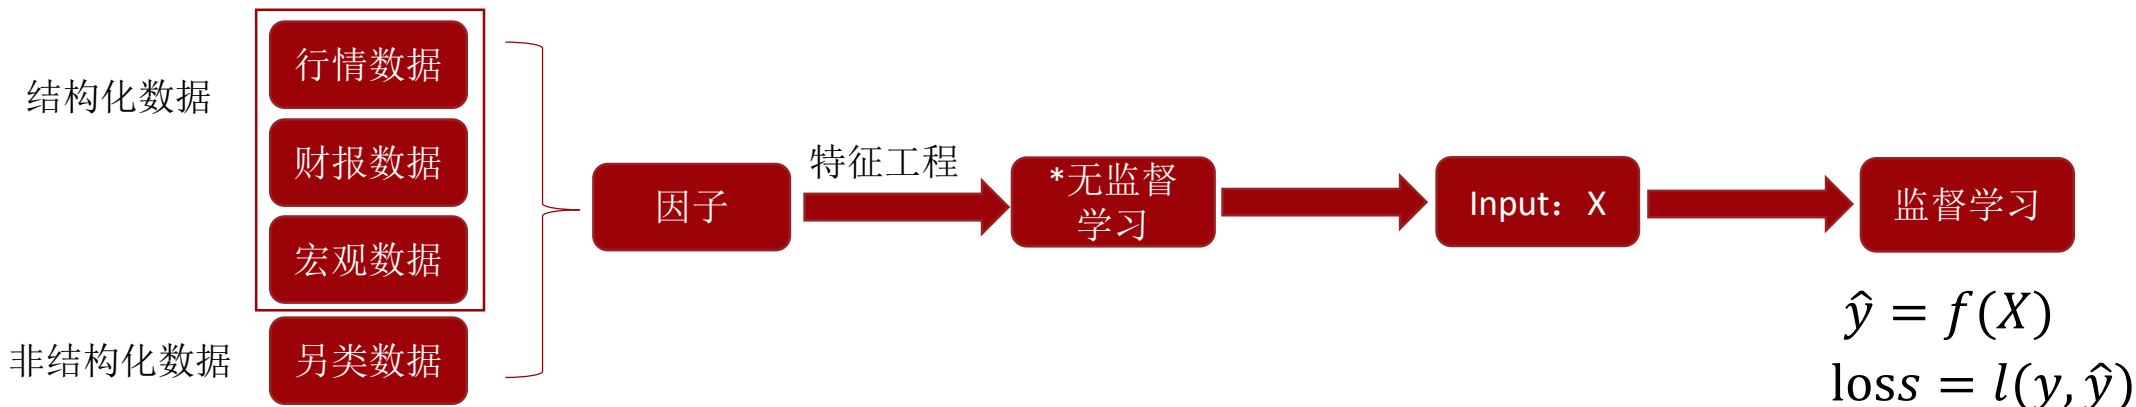 结构化数据
行情数据
财报数据
宏观数据
非结构化数据
另类数据
因子
特征工程
*无监督
学习
Input：X
监督学习
ŷ = f(X)
loss = l(y, ŷ)